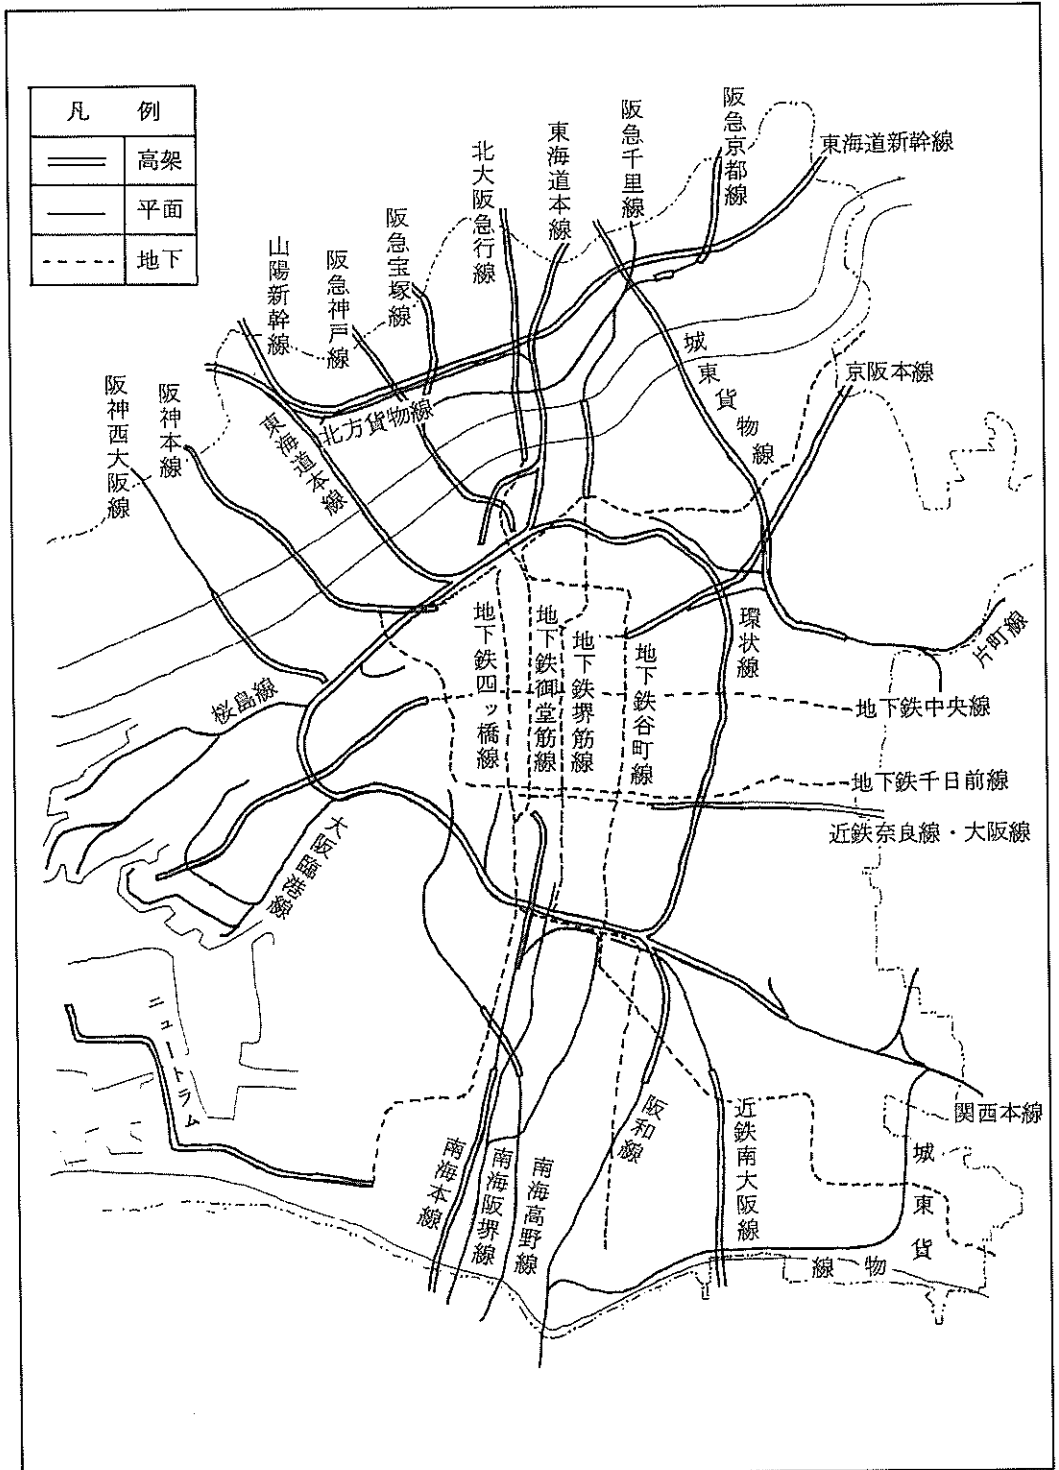 凡 例
高架
平面
地下
阪急京都線
阪急千里線
東海道本線
北大阪急行線
東海道新幹線
阪急宝塚線
山陽新幹線
阪急神戸線
城東貨物線
京阪本線
阪神西大阪線
阪神本線
東海道本線
北方貨物線
片町線
環状線
地下鉄四ッ橋線
地下鉄御堂筋線
地下鉄堺筋線
地下鉄谷町線
桜島線
地下鉄中央線
地下鉄千日前線
近鉄奈良線・大阪線
大阪臨港線
ニュートラム
関西本線
阪和線
近鉄南大阪線
南海本線
南海阪堺線
南海高野線
城東貨物線